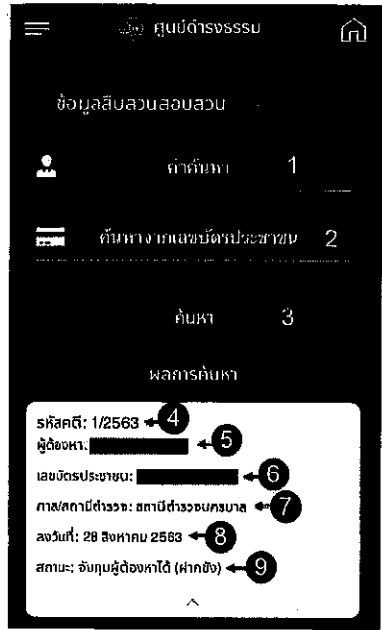 ศูนย์ดำรงธรรม
ข้อมูลสืบสวนสอบสวน
คำค้นหา 1
ค้นหาจากเลขบัตรประชาชน 2
ค้นหา 3
ผลการค้นหา
รหัสคดี: 1/2563 4
ผู้ต้องหา: 5
เลขบัตรประชาชน: 6
ศาล/สถานีตำรวจ: สถานีตำรวจนครบาล 7
ลงวันที่: 28 สิงหาคม 2563 8
สถานะ: จับกุมผู้ต้องหาได้ (ฝากขัง) 9